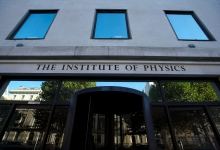 THE INSTITUTE OF PHYSICS